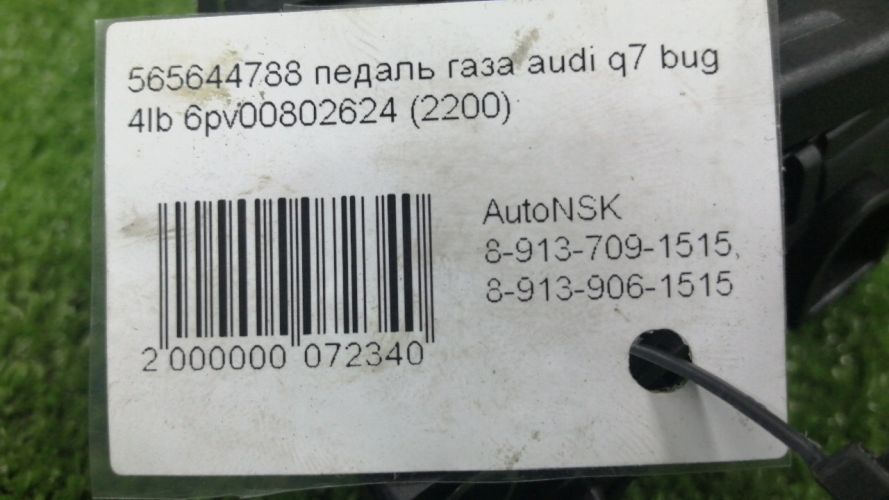 565644788 педаль газа audi q7 bug
4lb 6pv00802624 (2200)
AutoNSK
8-913-709-1515,
8-913-906-1515
2 000000 072340